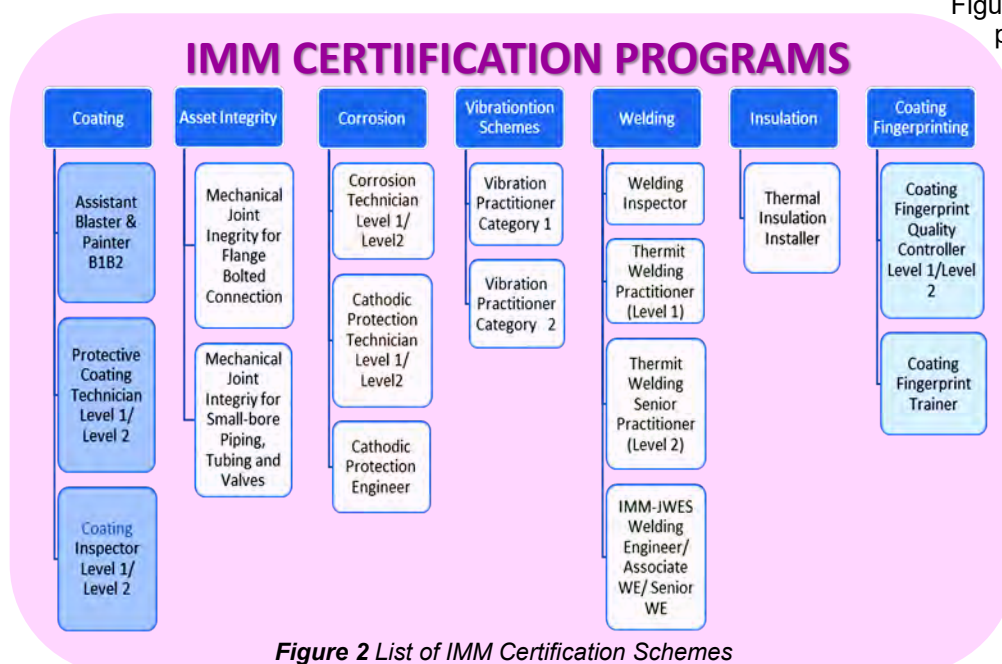 Figu
p
IMM CERTIIFICATION PROGRAMS
Coating
Assistant
Blaster &
Painter
B1B2
Protective
Coating
Technician
Level 1/
Level 2
Coating
Inspector
Level 1/
Level 2
Asset Integrity
Mechanical
Joint
Inegrity for
Flange
Bolted
Connection
Mechanical
Joint
Integriy for
Small-bore
Piping,
Tubing and
Valves
Corrosion
Corrosion
Technician
Level 1/
Level2
Cathodic
Protection
Technician
Level 1/
Level2
Cathodic
Protection
Engineer
Vibrationtion
Schemes
Vibration
Practitioner
Category 1
Vibration
Practitioner
Category 2
Welding
Welding
Inspector
Thermit
Welding
Practitioner
(Level 1)
Thermit
Welding
Senior
Practitioner
(Level 2)
IMM-JWES
Welding
Engineer/
Associate
WE/ Senior
WE
Insulation
Thermal
Insulation
Installer
Coating
Fingerprinting
Coating
Fingerprint
Quality
Controller
Level 1/Level
2
Coating
Fingerprint
Trainer
Figure 2 List of IMM Certification Schemes